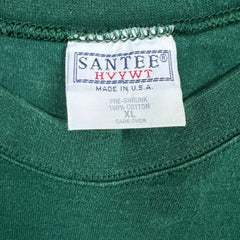 SANTEE®
HVYWT
MADE IN U.S.A.
PRE-SHRUNK
100% COTTON
XL
CARE OVER